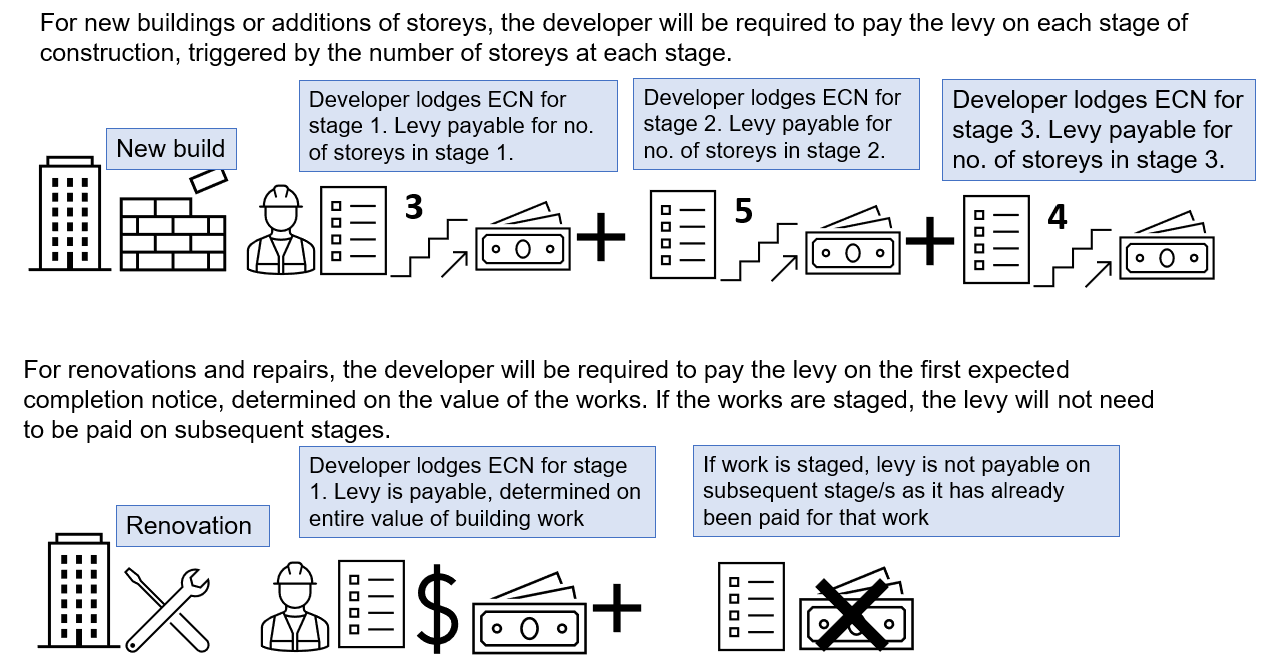 For new buildings or additions of storeys, the developer will be required to pay the levy on each stage of
construction, triggered by the number of storeys at each stage.
New build
Developer lodges ECN for
stage 1. Levy payable for no.
of storeys in stage 1.
Developer lodges ECN for
stage 2. Levy payable for
no. of storeys in stage 2.
Developer lodges ECN for
stage 3. Levy payable for
no. of storeys in stage 3.
3
5
4
For renovations and repairs, the developer will be required to pay the levy on the first expected
completion notice, determined on the value of the works. If the works are staged, the levy will not need
to be paid on subsequent stages.
Renovation
Developer lodges ECN for stage
1. Levy is payable, determined on
entire value of building work
If work is staged, levy is not payable on
subsequent stage/s as it has already
been paid for that work
$